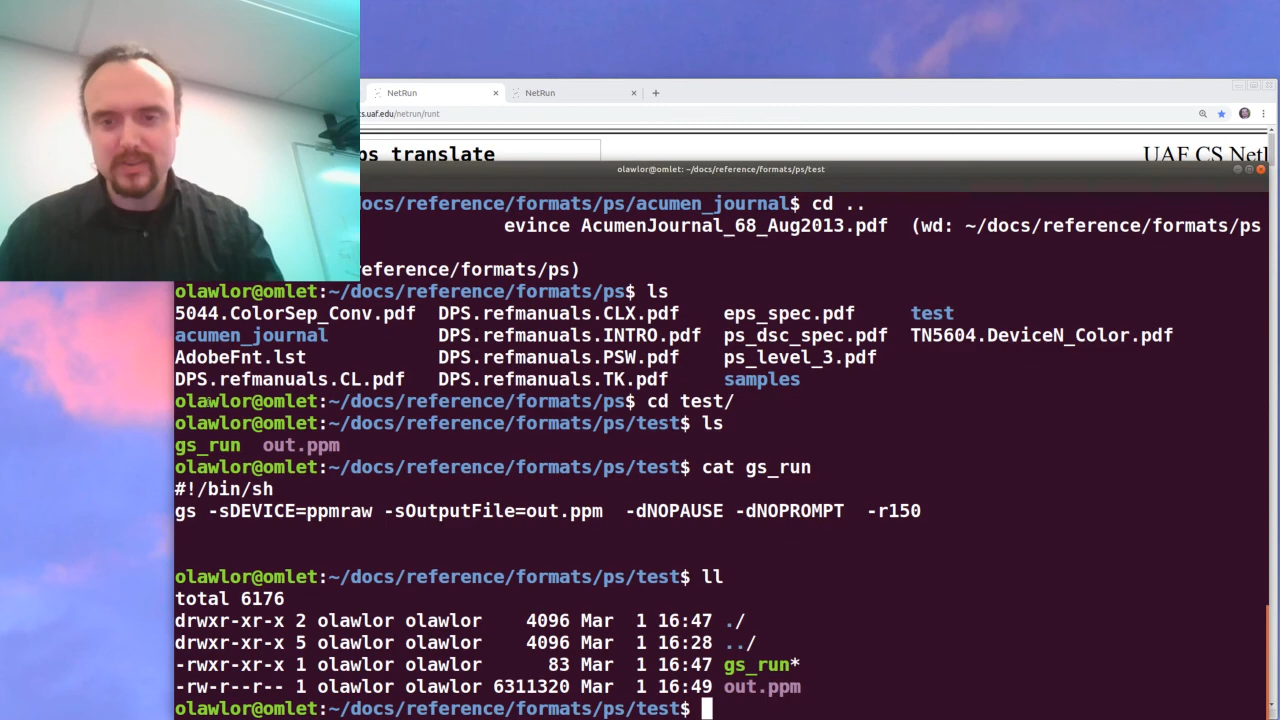 NetRun × NetRun × +
s.uaf.edu/netrun/runt
ps translate
UAF CS Netl
olawlor@omlet: ~/docs/reference/formats/ps/test
ocs/reference/formats/ps/acumen_journal$ cd ..
evince AcumenJournal_68_Aug2013.pdf (wd: ~/docs/reference/formats/ps
eference/formats/ps)
olawlor@omlet:~/docs/reference/formats/ps$ ls
5044.ColorSep_Conv.pdf DPS.refmanuals.CLX.pdf eps_spec.pdf test
acumen_journal DPS.refmanuals.INTRO.pdf ps_dsc_spec.pdf TN5604.DeviceN_Color.pdf
AdobeFnt.lst DPS.refmanuals.PSW.pdf ps_level_3.pdf
DPS.refmanuals.CL.pdf DPS.refmanuals.TK.pdf samples
olawlor@omlet:~/docs/reference/formats/ps$ cd test/
olawlor@omlet:~/docs/reference/formats/ps/test$ ls
gs_run out.ppm
olawlor@omlet:~/docs/reference/formats/ps/test$ cat gs_run
#!/bin/sh
gs -sDEVICE=ppmraw -sOutputFile=out.ppm -dNOPAUSE -dNOPROMPT -r150
olawlor@omlet:~/docs/reference/formats/ps/test$ ll
total 6176
drwxr-xr-x 2 olawlor olawlor 4096 Mar 1 16:47 ./
drwxr-xr-x 5 olawlor olawlor 4096 Mar 1 16:28 ../
-rwxr-xr-x 1 olawlor olawlor 83 Mar 1 16:47 gs_run*
-rw-r--r-- 1 olawlor olawlor 6311320 Mar 1 16:49 out.ppm
olawlor@omlet:~/docs/reference/formats/ps/test$